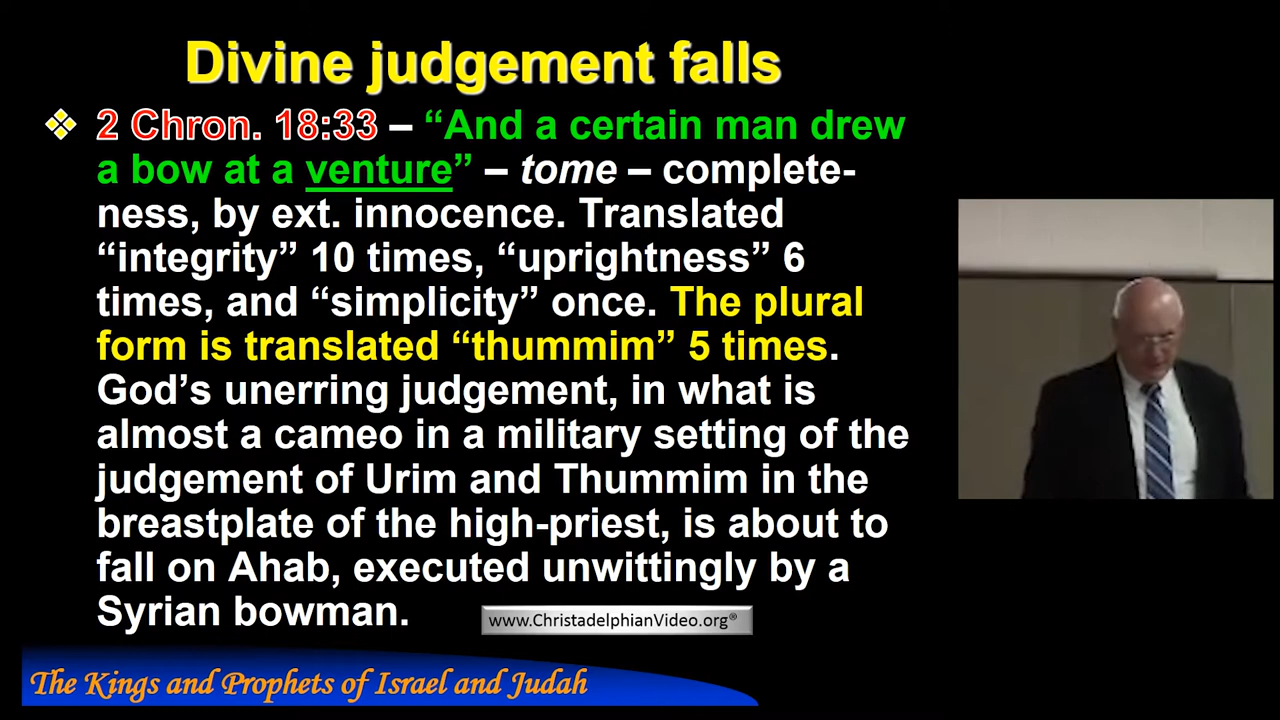 Divine judgement falls
❖ 2 Chron. 18:33 – “And a certain man drew
a bow at a venture” – tome – complete-
ness, by ext. innocence. Translated
“integrity” 10 times, “uprightness” 6
times, and “simplicity” once. The plural
form is translated “thummim” 5 times.
God’s unerring judgement, in what is
almost a cameo in a military setting of the
judgement of Urim and Thummim in the
breastplate of the high-priest, is about to
fall on Ahab, executed unwittingly by a
Syrian bowman.
www.ChristadelphianVideo.org®
The Kings and Prophets of Israel and Judah